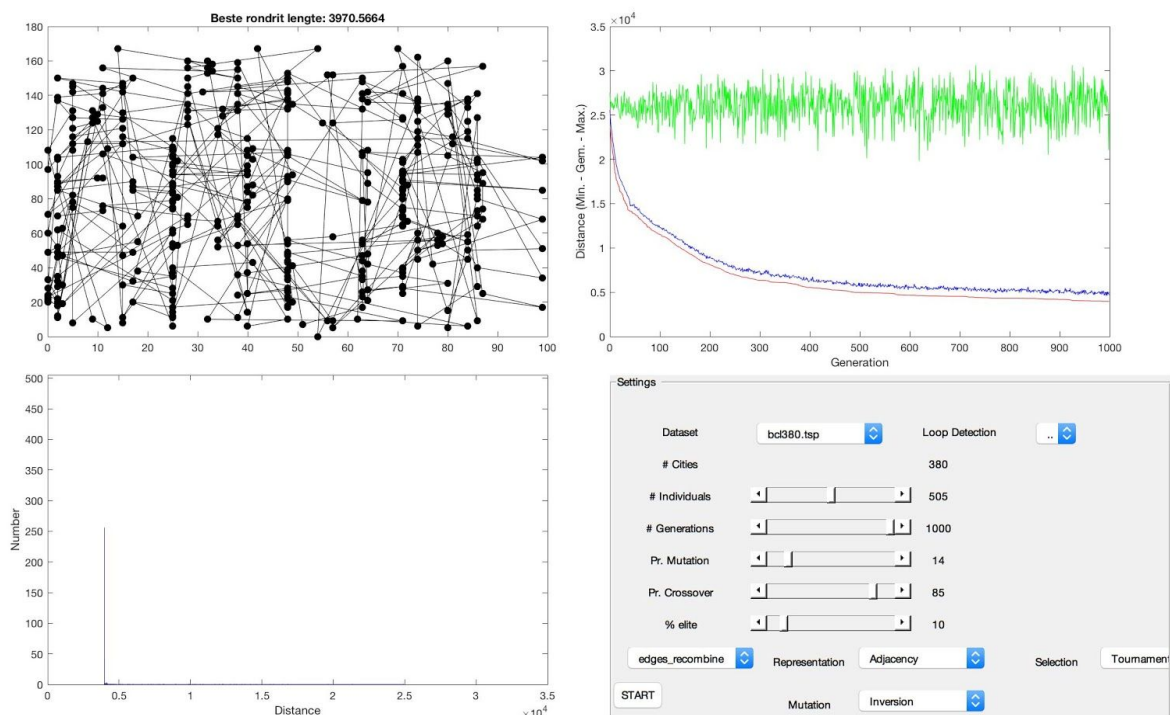 Beste rondrit lengte: 3970.5664
180
160
140
120
100
80
60
40
20
0
0 10 20 30 40 50 60 70 80 90 100
×10⁴
3.5
3
2.5
2
1.5
1
0.5
0
Distance (Min. - Gem. - Max.)
0 100 200 300 400 500 600 700 800 900 1000
Generation
500
450
400
350
300
250
200
150
100
50
0
Number
0 0.5 1 1.5 2 2.5 3 3.5
Distance
×10⁴
Settings
Dataset bcl380.tsp Loop Detection ..
# Cities 380
# Individuals 505
# Generations 1000
Pr. Mutation 14
Pr. Crossover 85
% elite 10
edges_recombine Representation Adjacency Selection Tournament
START Mutation Inversion